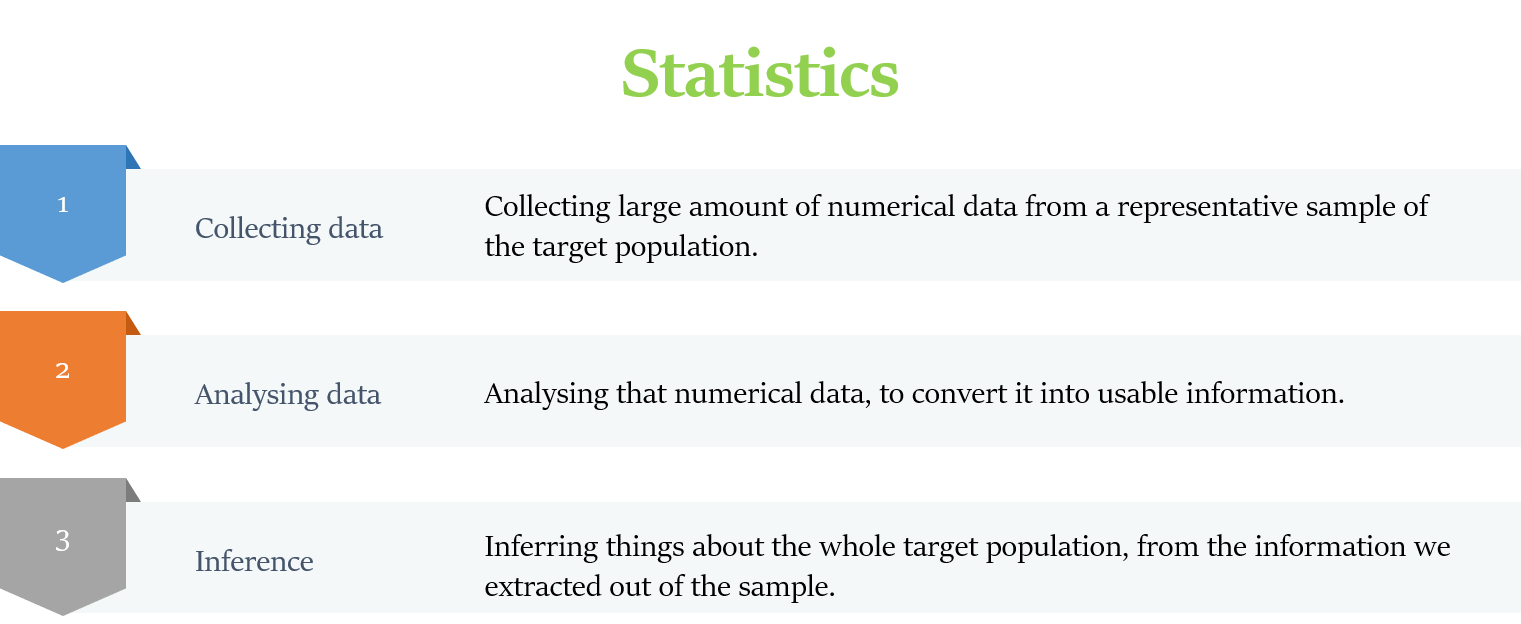 Statistics
1
Collecting data
Collecting large amount of numerical data from a representative sample of
the target population.
2
Analysing data
Analysing that numerical data, to convert it into usable information.
3
Inference
Inferring things about the whole target population, from the information we
extracted out of the sample.